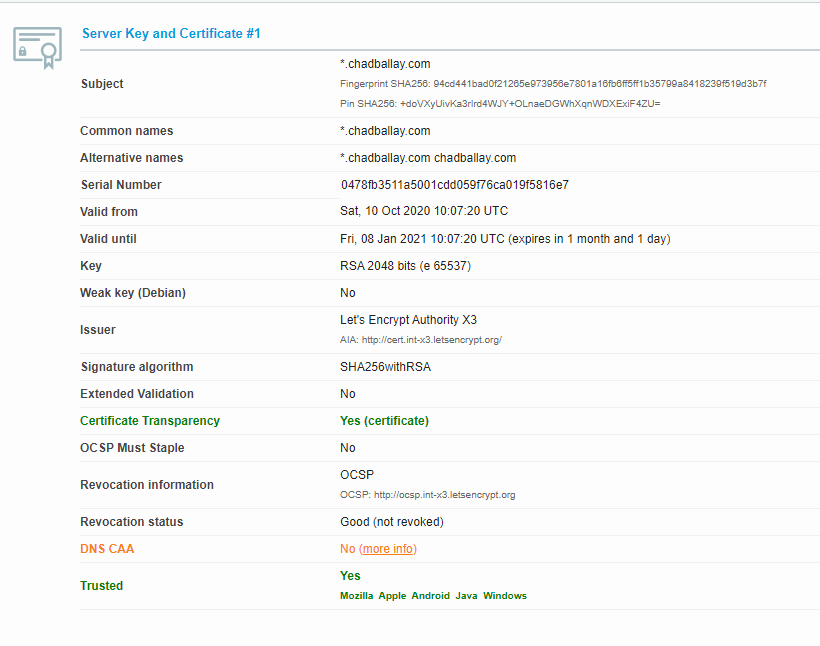 Server Key and Certificate #1
Subject
*.chadballay.com
Fingerprint SHA256: 94cd441bad0f21265e973956e7801a16fb6ff5ff1b35799a8418239f519d3b7f
Pin SHA256: +doVXyUivKa3rlrd4WJY+OLnaeDGWhXqnWDXExiF4ZU=
Common names *.chadballay.com
Alternative names *.chadballay.com chadballay.com
Serial Number 0478fb3511a5001cdd059f76ca019f5816e7
Valid from Sat, 10 Oct 2020 10:07:20 UTC
Valid until Fri, 08 Jan 2021 10:07:20 UTC (expires in 1 month and 1 day)
Key RSA 2048 bits (e 65537)
Weak key (Debian) No
Issuer
Let's Encrypt Authority X3
AIA: http://cert.int-x3.letsencrypt.org/
Signature algorithm SHA256withRSA
Extended Validation No
Certificate Transparency Yes (certificate)
OCSP Must Staple No
Revocation information
OCSP
OCSP: http://ocsp.int-x3.letsencrypt.org
Revocation status Good (not revoked)
DNS CAA No (more info)
Trusted
Yes
Mozilla Apple Android Java Windows